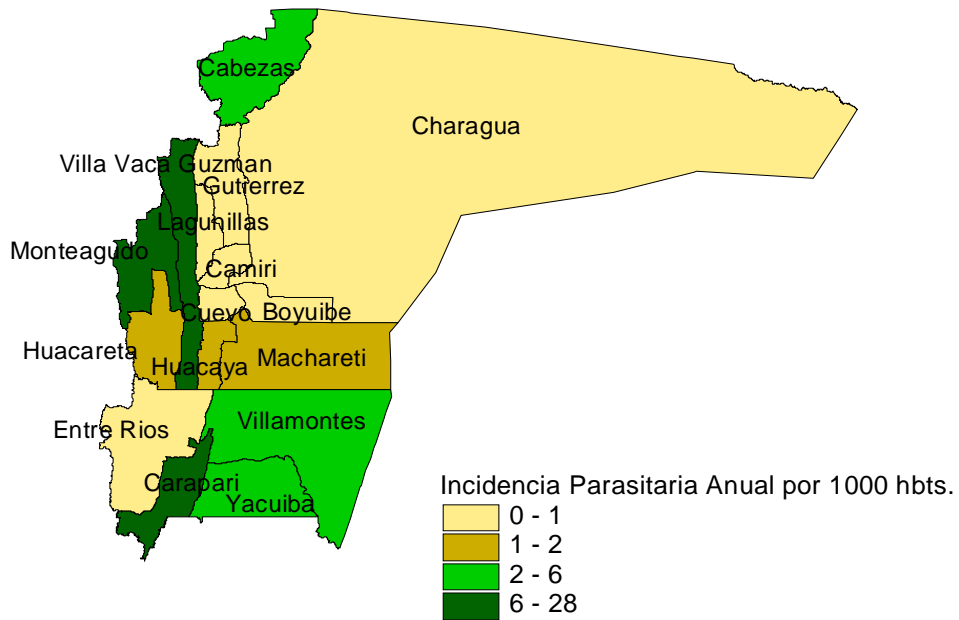 Cabezas
Charagua
Villa Vaca Guzman
Gutrerrez
Lagunillas
Monteagudo
Camiri
Cuevo
Boyuibe
Huacareta
Huacaya
Machareti
Villamontes
Entre Rios
Carapari
Yacuiba
Incidencia Parasitaria Anual por 1000 hbts.
0 - 1
1 - 2
2 - 6
6 - 28